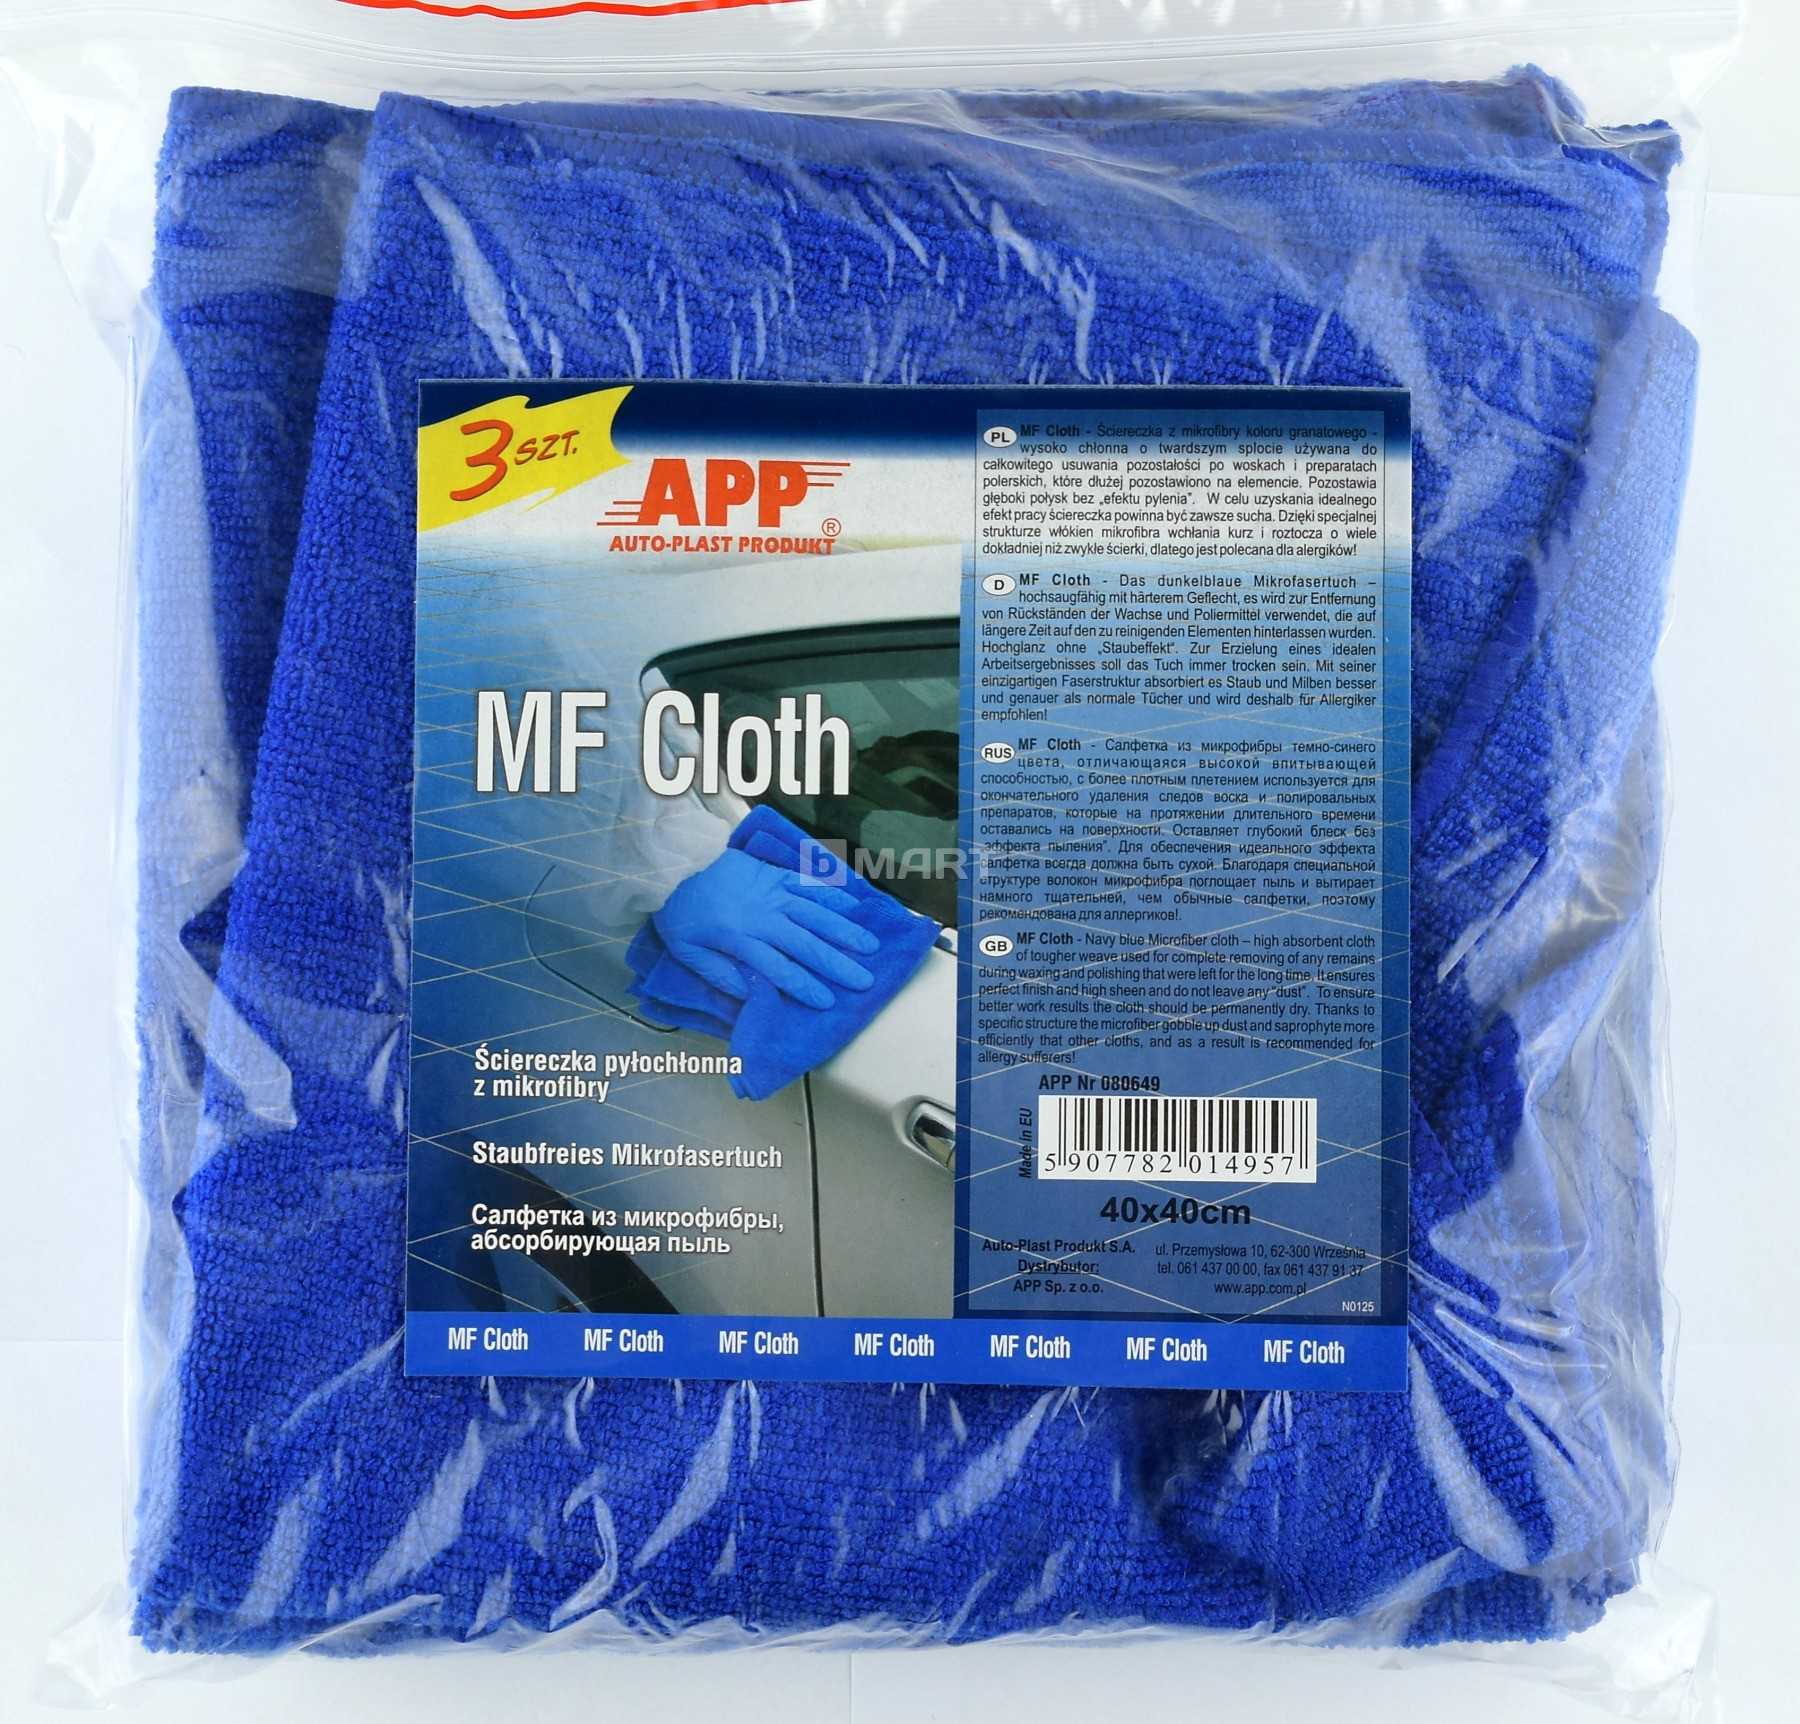 3 SZT.
APP®
AUTO-PLAST PRODUKT
MF Cloth
Ściereczka pyłochłonna
z mikrofibry
Staubfreies Mikrofasertuch
Салфетка из микрофибры,
абсорбирующая пыль
PL MF Cloth - Ściereczka z mikrofibry koloru granatowego -
wysoko chłonna o twardszym splocie używana do
całkowitego usuwania pozostałości po woskach i preparatach
polerskich, które dłużej pozostawiono na elemencie. Pozostawia
głęboki połysk bez „efektu pylenia”. W celu uzyskania idealnego
efekt pracy ściereczka powinna być zawsze sucha. Dzięki specjalnej
strukturze włókien mikrofibra wchłania kurz i roztocza o wiele
dokładniej niż zwykłe ścierki, dlatego jest polecana dla alergików!
D MF Cloth - Das dunkelblaue Mikrofasertuch –
hochsaugfähig mit härterem Geflecht, es wird zur Entfernung
von Rückständen der Wachse und Poliermittel verwendet, die auf
längere Zeit auf den zu reinigenden Elementen hinterlassen wurden.
Hochglanz ohne „Staubeffekt”. Zur Erzielung eines idealen
Arbeitsergebnisses soll das Tuch immer trocken sein. Mit seiner
einzigartigen Faserstruktur absorbiert es Staub und Milben besser
und genauer als normale Tücher und wird deshalb für Allergiker
empfohlen!
RUS MF Cloth - Салфетка из микрофибры темно-синего
цвета, отличающаяся высокой впитывающей
способностью, с более плотным плетением используется для
окончательного удаления следов воска и полировальных
препаратов, которые на протяжении длительного времени
оставались на поверхности. Оставляет глубокий блеск без
„эффекта пыления”. Для обеспечения идеального эффекта
салфетка всегда должна быть сухой. Благодаря специальной
структуре волокон микрофибра поглощает пыль и вытирает
намного тщательней, чем обычные салфетки, поэтому
рекомендована для аллергиков!.
GB MF Cloth - Navy blue Microfiber cloth – high absorbent cloth
of tougher weave used for complete removing of any remains
during waxing and polishing that were left for the long time. It ensures
perfect finish and high sheen and do not leave any “dust”. To ensure
better work results the cloth should be permanently dry. Thanks to
specific structure the microfiber gobble up dust and saprophyte more
efficiently that other cloths, and as a result is recommended for
allergy sufferers!
APP Nr 080649
Made in EU
5 907782 014957
40x40cm
Auto-Plast Produkt S.A. ul. Przemysłowa 10, 62-300 Września
Dystrybutor: tel. 061 437 00 00, fax 061 437 91 37
APP Sp. z o.o. www.app.com.pl
N0125
MF Cloth MF Cloth MF Cloth MF Cloth MF Cloth MF Cloth MF Cloth
b MART